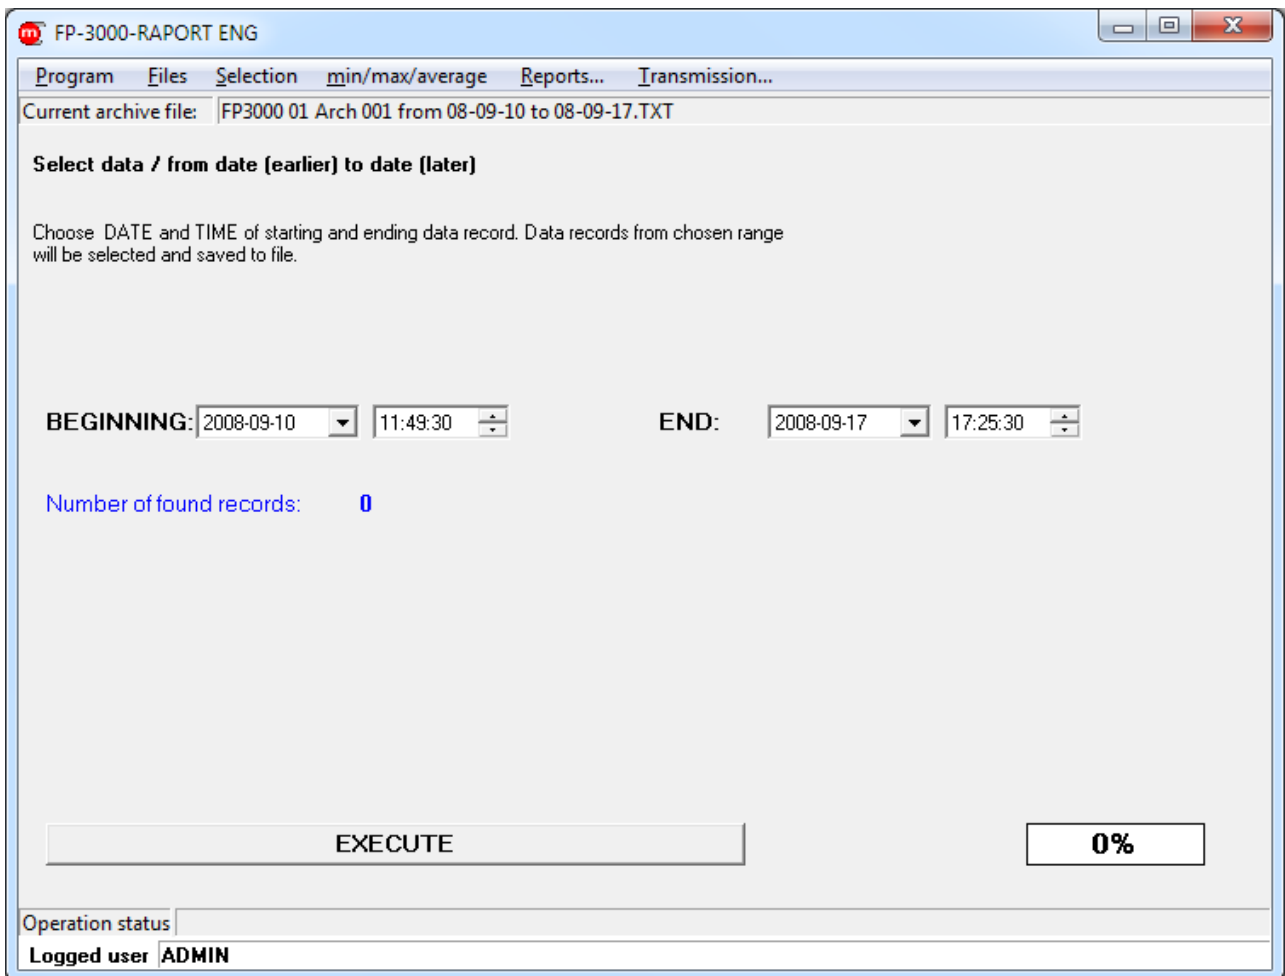 FP-3000-RAPORT ENG
Program Files Selection min/max/average Reports... Transmission...
Current archive file: FP3000 01 Arch 001 from 08-09-10 to 08-09-17.TXT
Select data / from date (earlier) to date (later)
Choose DATE and TIME of starting and ending data record. Data records from chosen range
will be selected and saved to file.
BEGINNING: 2008-09-10 11:49:30 END: 2008-09-17 17:25:30
Number of found records: 0
EXECUTE 0%
Operation status
Logged user ADMIN